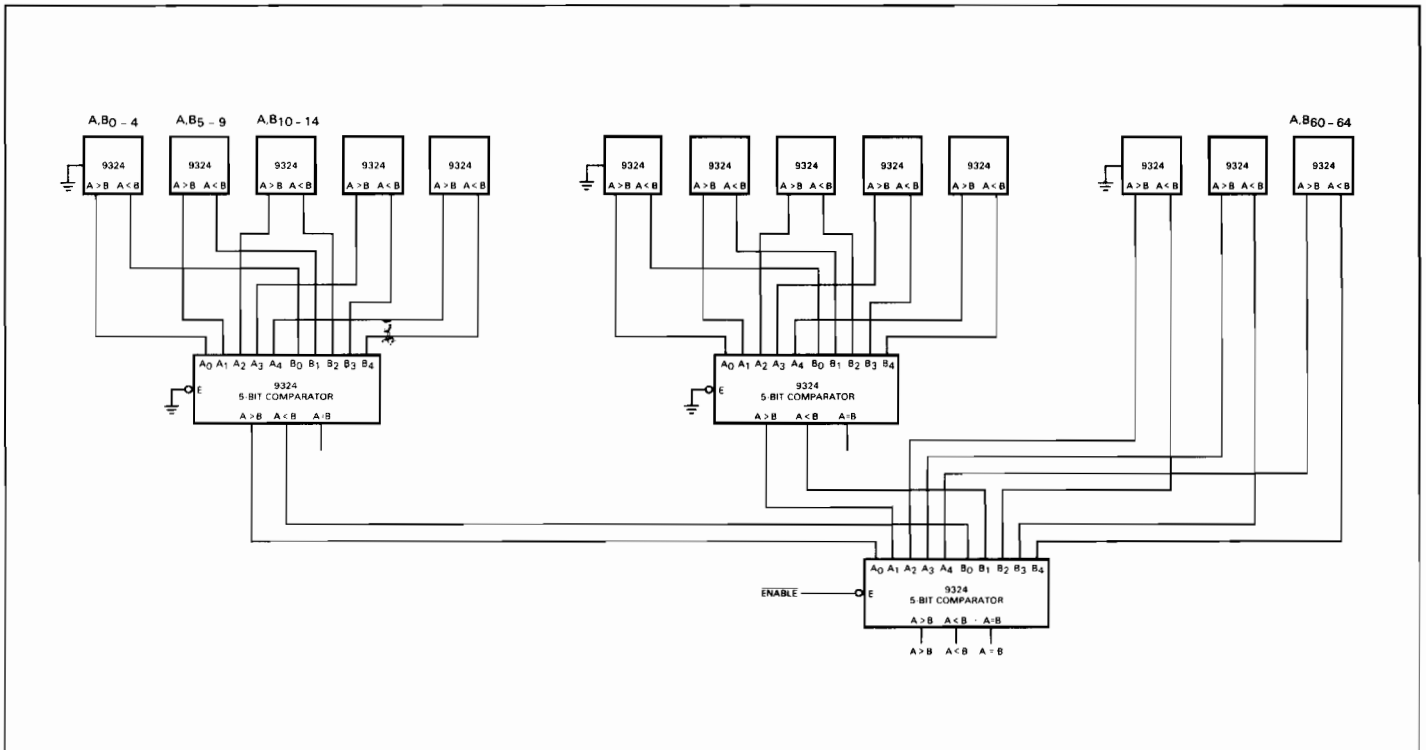 A,B0 – 4 A,B5 – 9 A,B10 – 14 A,B60 – 64
9324 9324 9324 9324 9324 9324 9324 9324 9324 9324 9324 9324 9324
A>B A<B A>B A<B A>B A<B A>B A<B A>B A<B A>B A<B A>B A<B A>B A<B A>B A<B A>B A<B A>B A<B A>B A<B A>B A<B
A0 A1 A2 A3 A4 B0 B1 B2 B3 B4
E
9324
5-BIT COMPARATOR
A>B A<B A=B
A0 A1 A2 A3 A4 B0 B1 B2 B3 B4
E
9324
5-BIT COMPARATOR
A>B A<B A=B
A0 A1 A2 A3 A4 B0 B1 B2 B3 B4
ENABLE
E
9324
5-BIT COMPARATOR
A>B A<B A=B
A>B A<B A=B